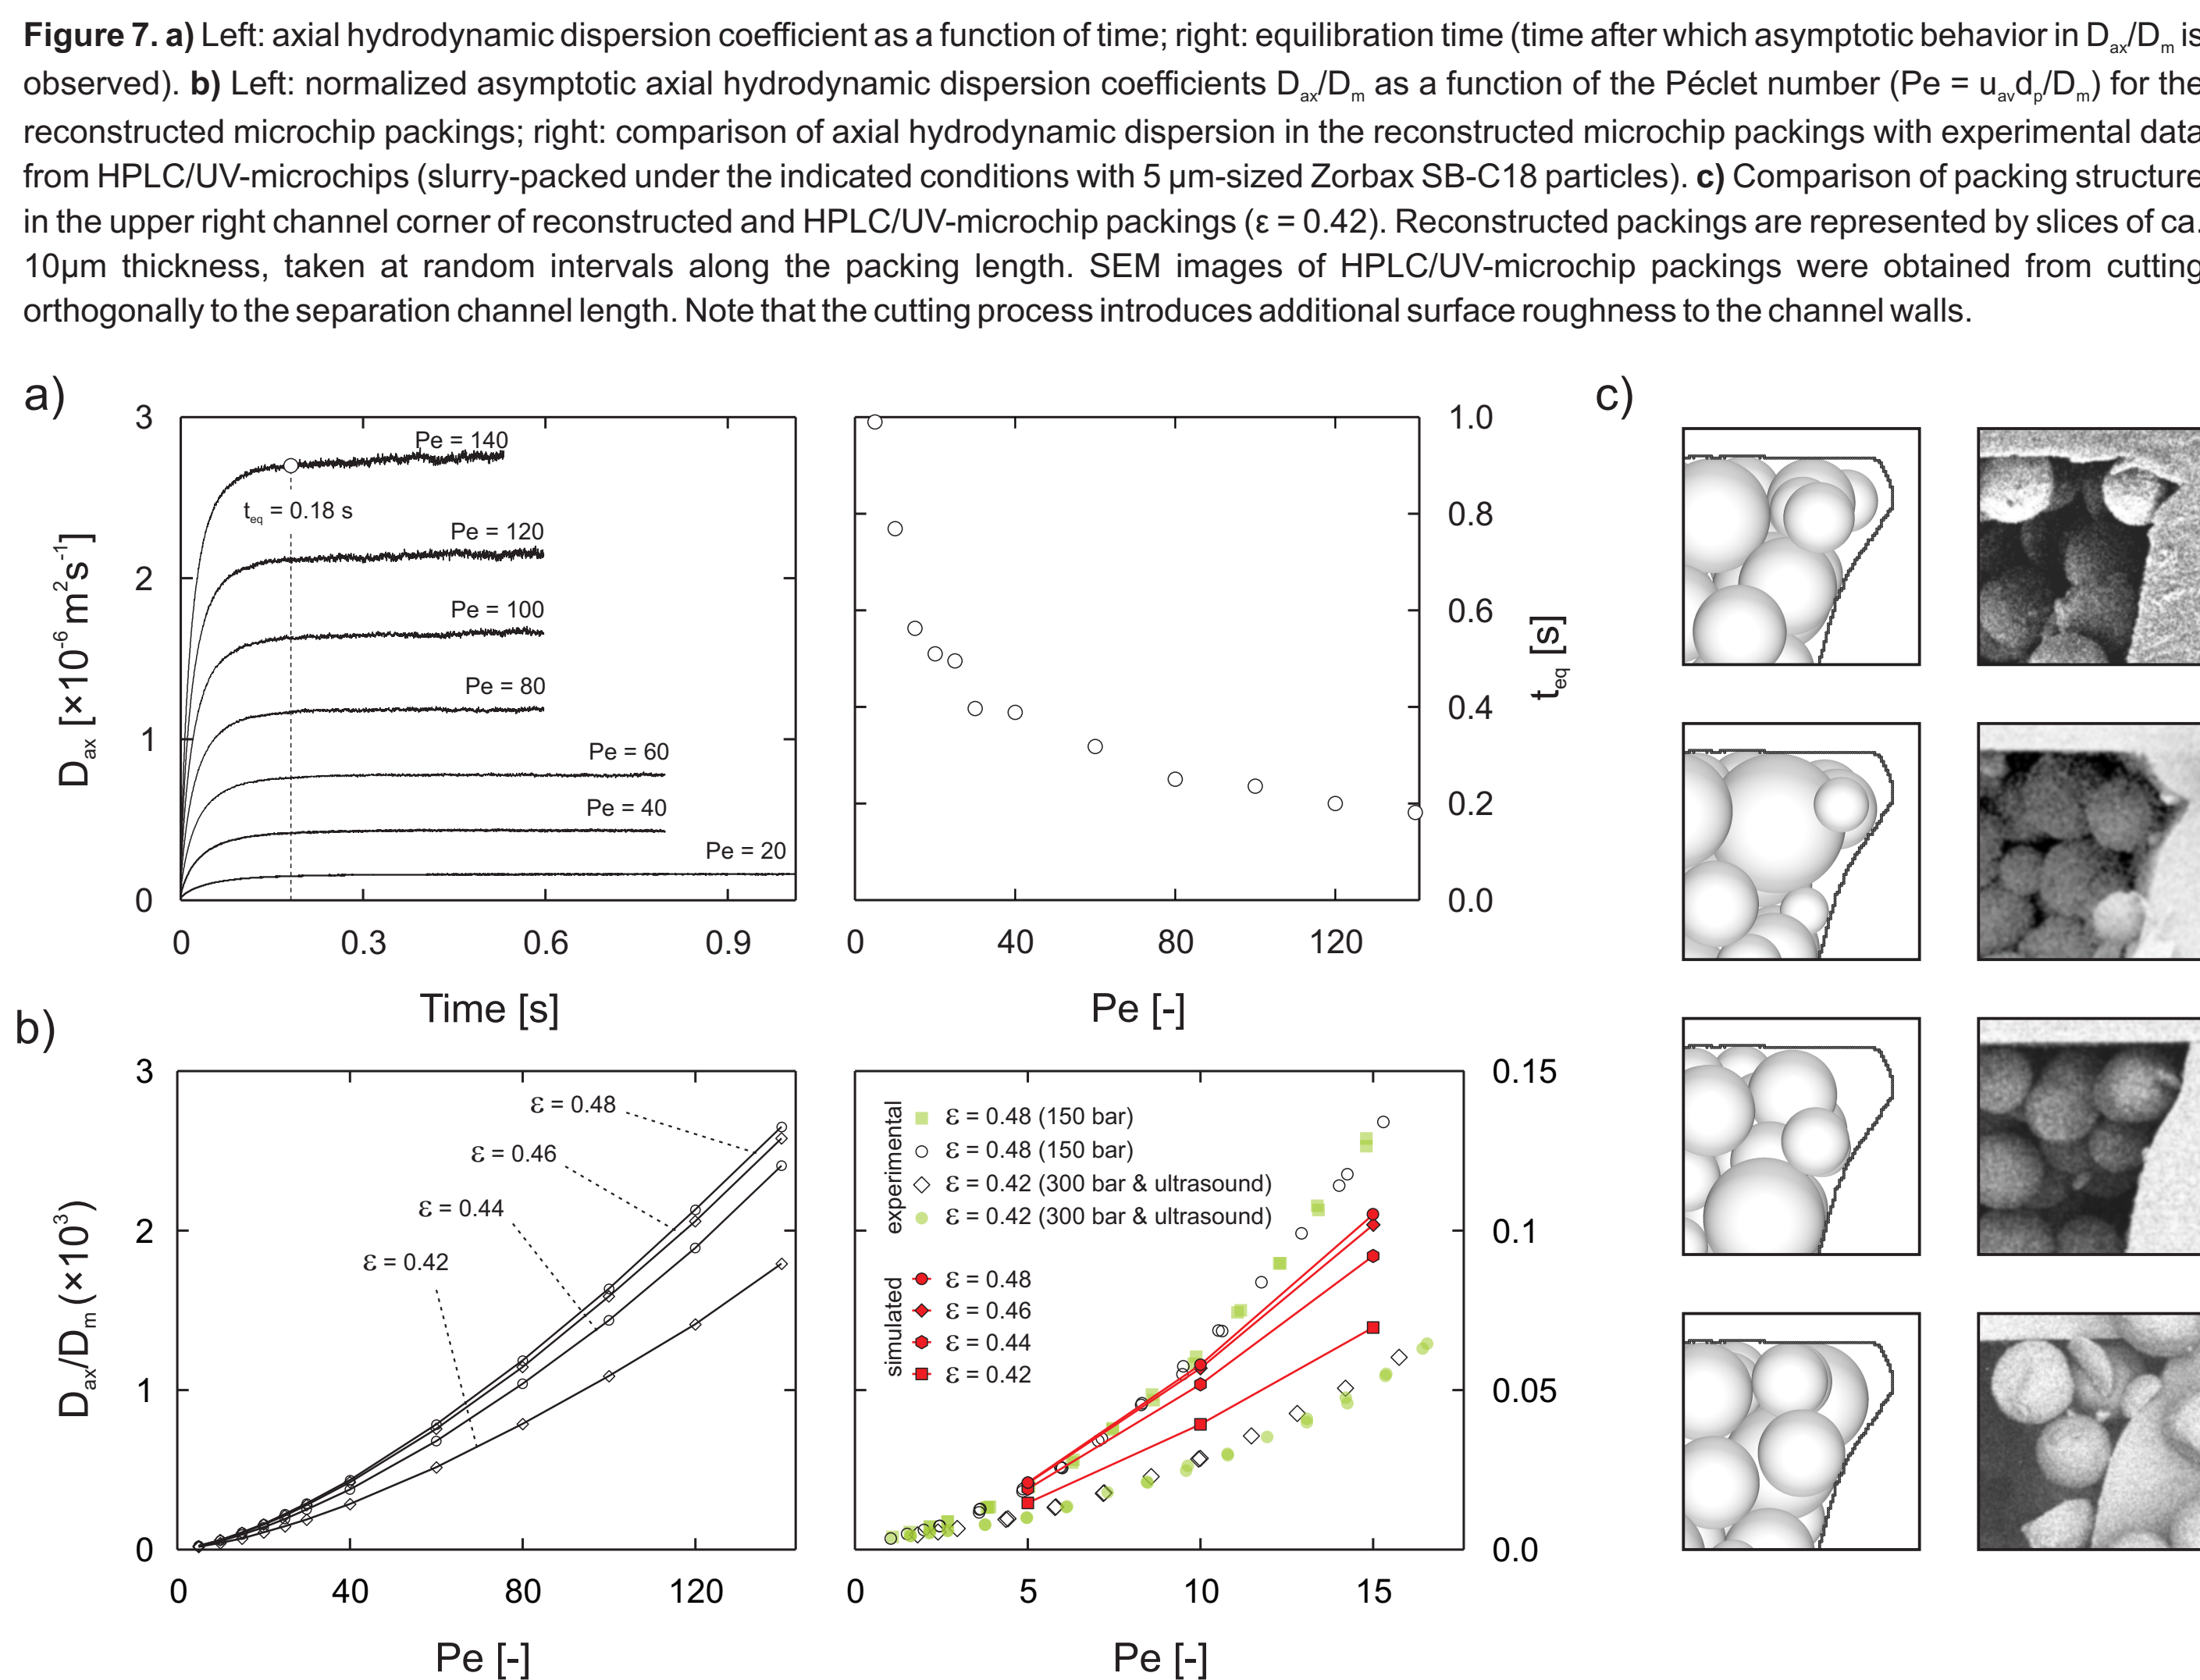 Figure 7. a) Left: axial hydrodynamic dispersion coefficient as a function of time; right: equilibration time (time after which asymptotic behavior in Dax/Dm is
observed). b) Left: normalized asymptotic axial hydrodynamic dispersion coefficients Dax/Dm as a function of the Péclet number (Pe = uavdp/Dm) for the
reconstructed microchip packings; right: comparison of axial hydrodynamic dispersion in the reconstructed microchip packings with experimental data
from HPLC/UV-microchips (slurry-packed under the indicated conditions with 5 µm-sized Zorbax SB-C18 particles). c) Comparison of packing structure
in the upper right channel corner of reconstructed and HPLC/UV-microchip packings (ε = 0.42). Reconstructed packings are represented by slices of ca.
10µm thickness, taken at random intervals along the packing length. SEM images of HPLC/UV-microchip packings were obtained from cutting
orthogonally to the separation channel length. Note that the cutting process introduces additional surface roughness to the channel walls.
a)
Dax [×10-6 m2s-1]
3
2
1
0
Pe = 140
teq = 0.18 s
Pe = 120
Pe = 100
Pe = 80
Pe = 60
Pe = 40
Pe = 20
0 0.3 0.6 0.9
Time [s]
1.0
0.8
0.6
0.4
0.2
0.0
teq [s]
0 40 80 120
Pe [-]
b)
Dax/Dm (×103)
3
2
1
0
ε = 0.48
ε = 0.46
ε = 0.44
ε = 0.42
0 40 80 120
Pe [-]
experimental
ε = 0.48 (150 bar)
ε = 0.48 (150 bar)
ε = 0.42 (300 bar & ultrasound)
ε = 0.42 (300 bar & ultrasound)
simulated
ε = 0.48
ε = 0.46
ε = 0.44
ε = 0.42
0.15
0.1
0.05
0.0
0 5 10 15
Pe [-]
c)